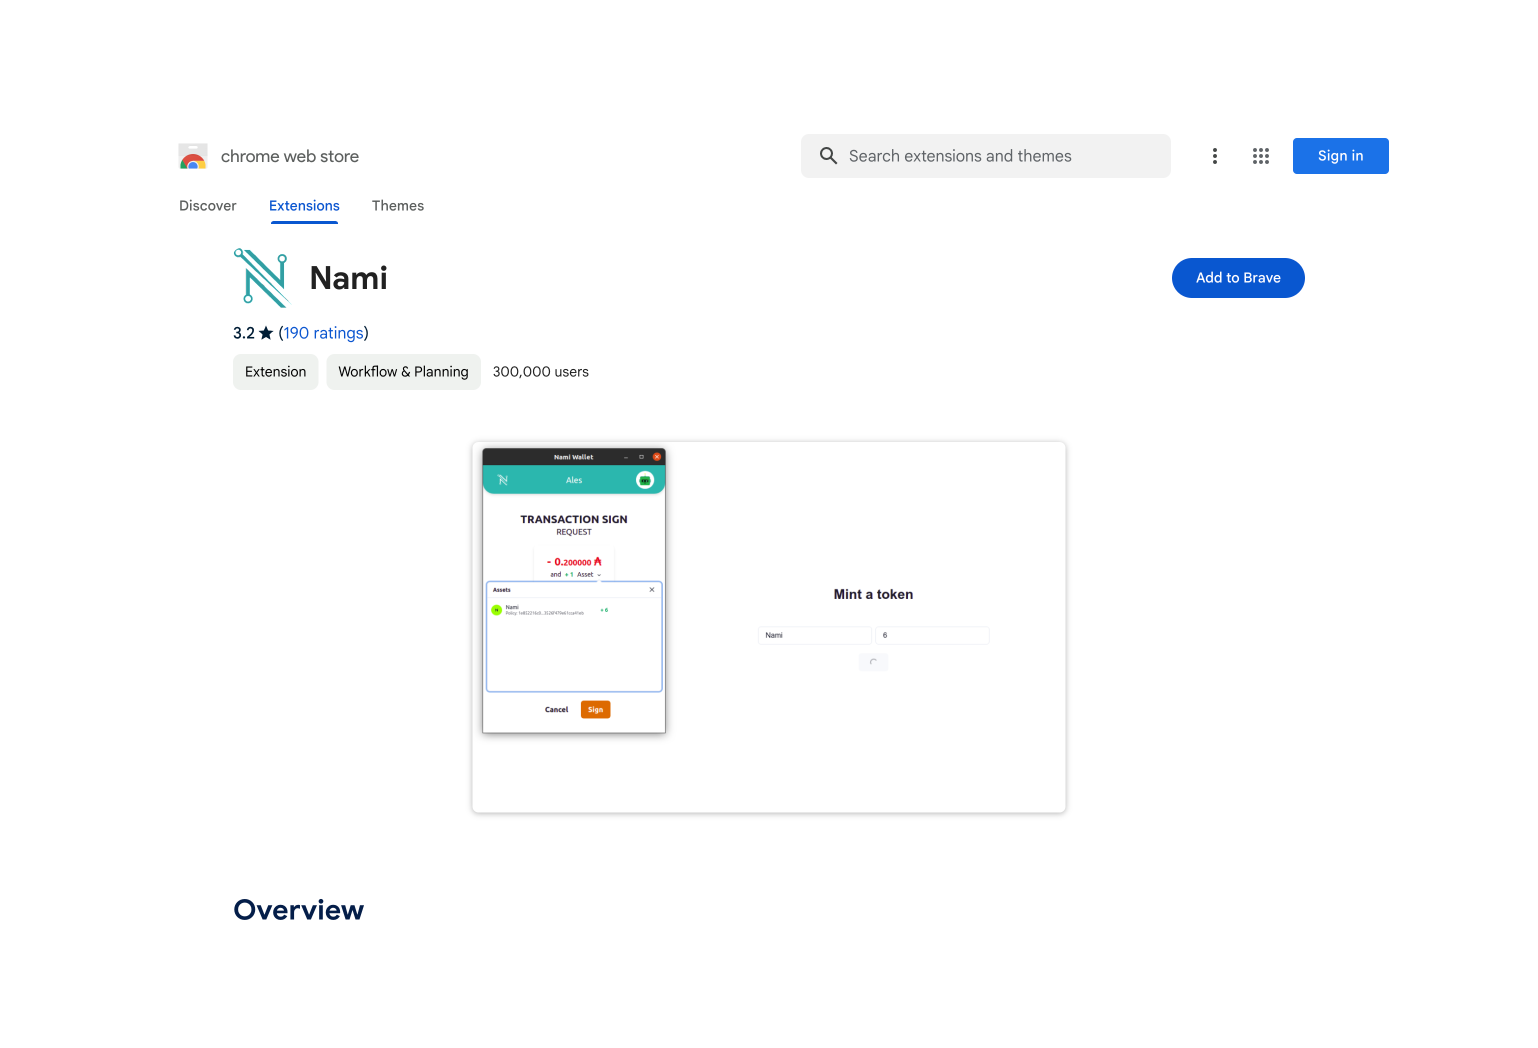 chrome web store
Search extensions and themes
Sign in
Discover
Extensions
Themes
Nami
Add to Brave
3.2 ★ (190 ratings)
Extension
Workflow & Planning
300,000 users
Nami Wallet
Ales
TRANSACTION SIGN
REQUEST
- 0.200000 ₳
and + 1 Asset
Assets
Nami
+ 6
Policy
Cancel
Sign
Mint a token
Nami
6
Overview